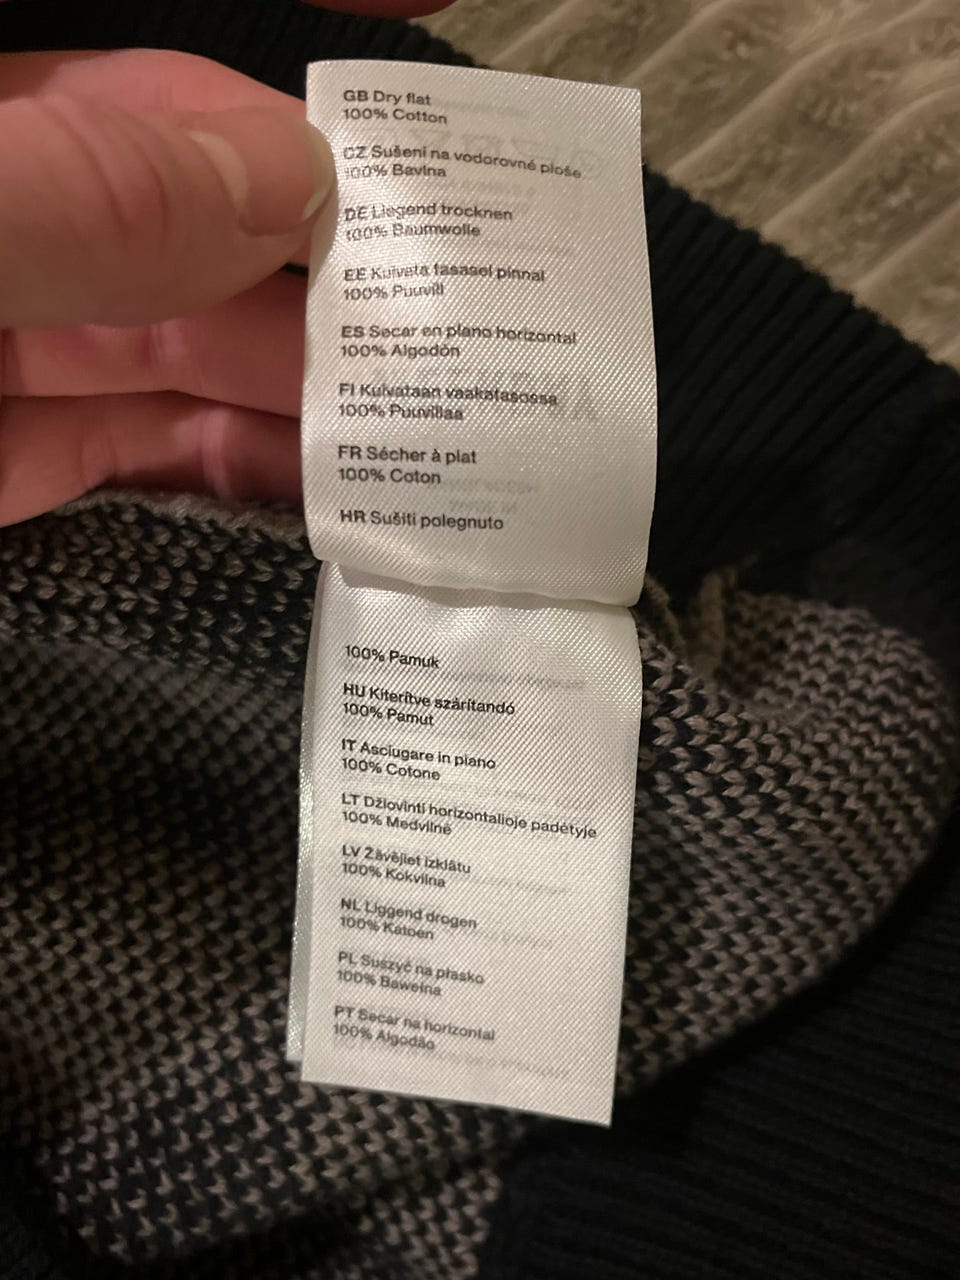 GB Dry flat
100% Cotton
CZ Sušení na vodorovné ploše
100% Bavlna
DE Liegend trocknen
100% Baumwolle
EE Kuivata tasasel pinnal
100% Puuvill
ES Secar en plano horizontal
100% Algodón
FI Kuivataan vaakatasossa
100% Puuvillaa
FR Sécher à plat
100% Coton
HR Sušiti polegnuto
100% Pamuk
HU Kiterítve szárítandó
100% Pamut
IT Asciugare in piano
100% Cotone
LT Džiovinti horizontalioje padėtyje
100% Medvilnė
LV Žāvējiet izklātu
100% Kokvilna
NL Liggend drogen
100% Katoen
PL Suszyć na płasko
100% Bawełna
PT Secar na horizontal
100% Algodão